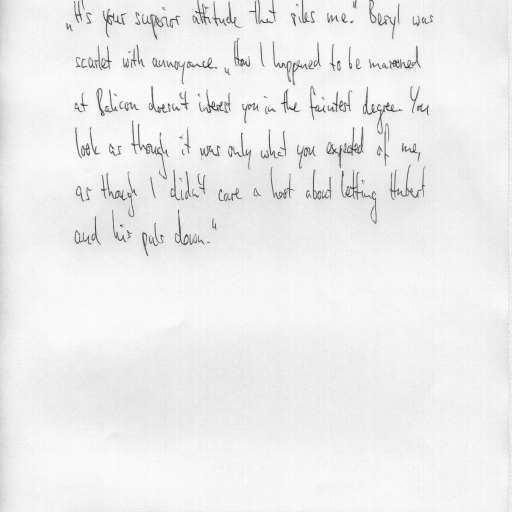 „It's your superior attitude that riles me." Beryl was
scarlet with annoyance. „How I happened to be marooned
at Balicon doesn't interest you in the faintest degree. You
look as though it was only what you expected of me,
as though I didn't care a hoot about letting Hubert
and his pals down."